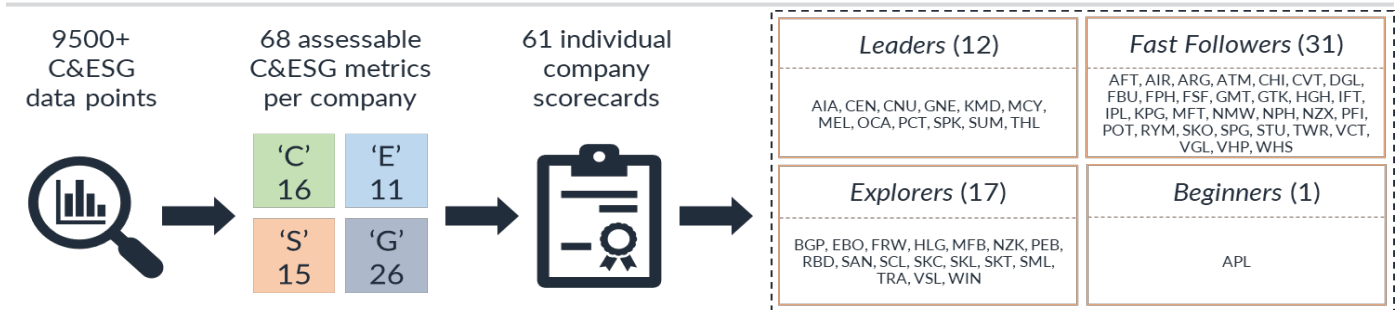 9500+
C&ESG
data points
68 assessable
C&ESG metrics
per company
'C'
16
'E'
11
'S'
15
'G'
26
61 individual
company
scorecards
Leaders (12)
AIA, CEN, CNU, GNE, KMD, MCY,
MEL, OCA, PCT, SPK, SUM, THL
Fast Followers (31)
AFT, AIR, ARG, ATM, CHI, CVT, DGL,
FBU, FPH, FSF, GMT, GTK, HGH, IFT,
IPL, KPG, MFT, NMW, NPH, NZX, PFI,
POT, RYM, SKO, SPG, STU, TWR, VCT,
VGL, VHP, WHS
Explorers (17)
BGP, EBO, FRW, HLG, MFB, NZK, PEB,
RBD, SAN, SCL, SKC, SKL, SKT, SML,
TRA, VSL, WIN
Beginners (1)
APL